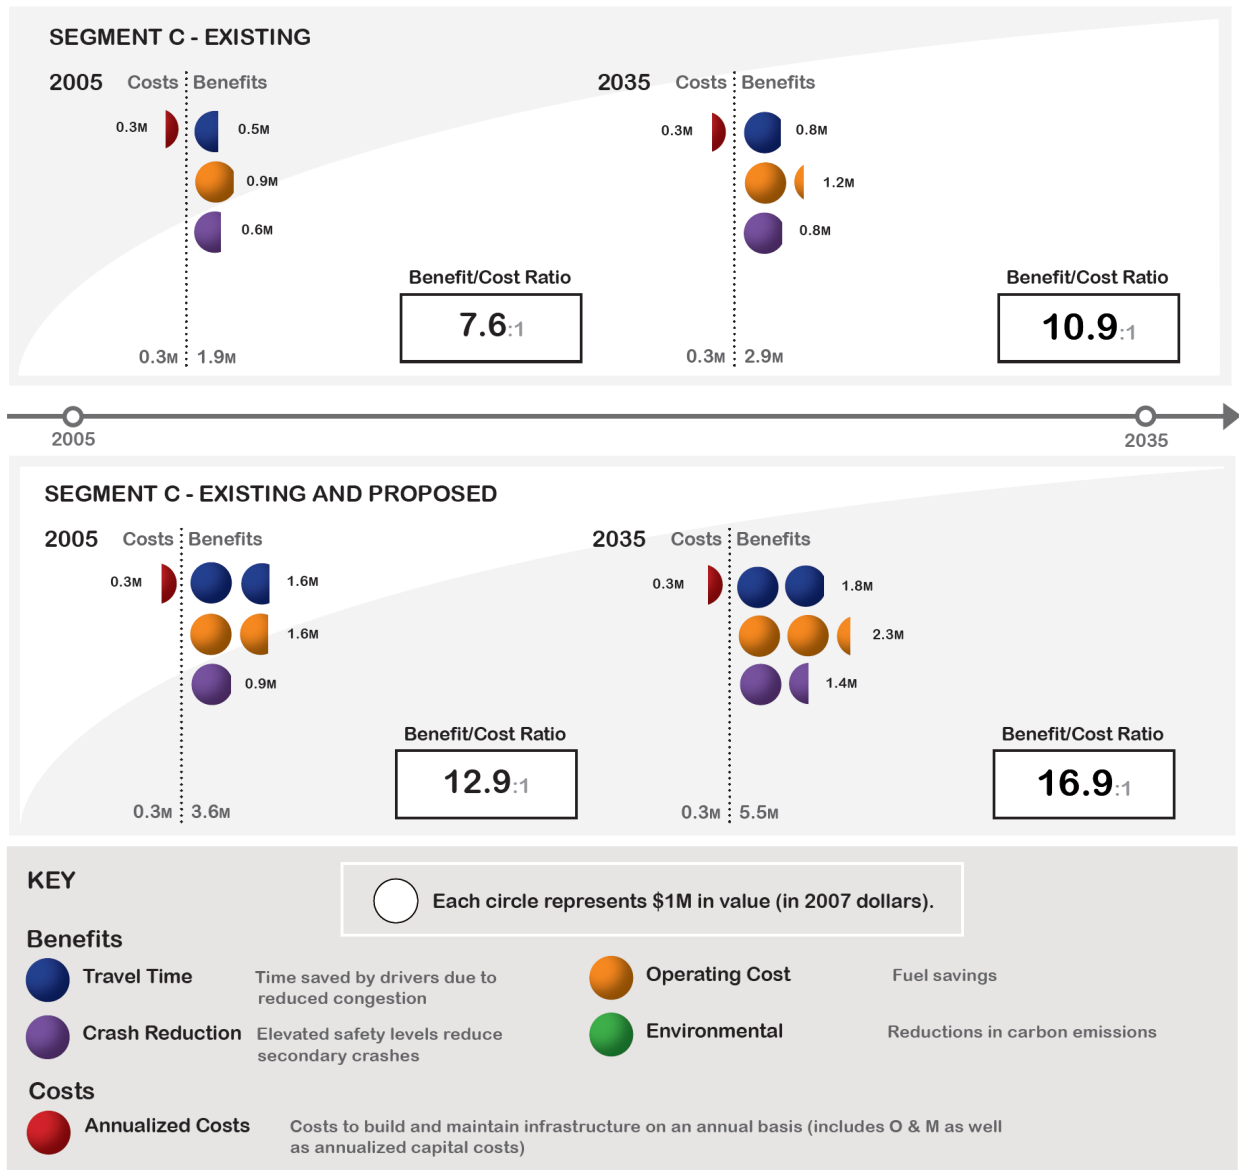 SEGMENT C - EXISTING
2005 Costs Benefits
0.3M 0.5M
0.9M
0.6M
Benefit/Cost Ratio
7.6:1
0.3M 1.9M
2035 Costs Benefits
0.3M 0.8M
1.2M
0.8M
Benefit/Cost Ratio
10.9:1
0.3M 2.9M
2005 2035
SEGMENT C - EXISTING AND PROPOSED
2005 Costs Benefits
0.3M 1.6M
1.6M
0.9M
Benefit/Cost Ratio
12.9:1
0.3M 3.6M
2035 Costs Benefits
0.3M 1.8M
2.3M
1.4M
Benefit/Cost Ratio
16.9:1
0.3M 5.5M
KEY
Each circle represents $1M in value (in 2007 dollars).
Benefits
Travel Time
Time saved by drivers due to
reduced congestion
Operating Cost
Fuel savings
Crash Reduction
Elevated safety levels reduce
secondary crashes
Environmental
Reductions in carbon emissions
Costs
Annualized Costs
Costs to build and maintain infrastructure on an annual basis (includes O & M as well
as annualized capital costs)